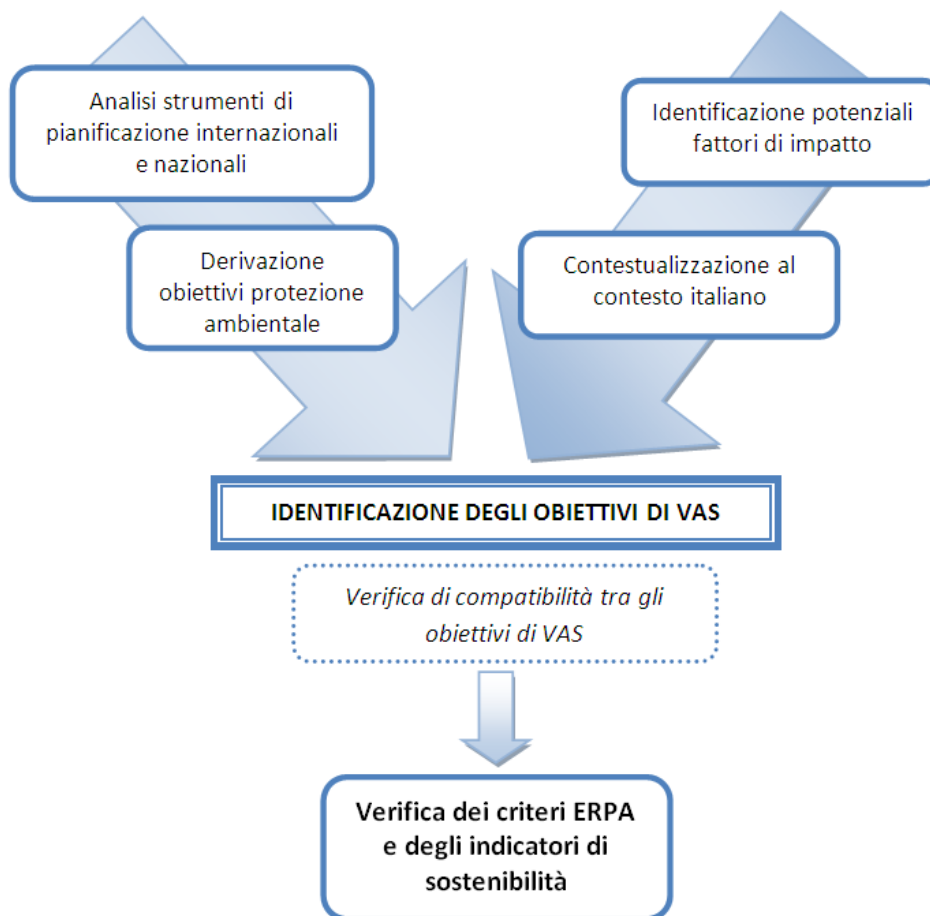 Analisi strumenti di
pianificazione internazionali
e nazionali
Derivazione
obiettivi protezione
ambientale
Identificazione potenziali
fattori di impatto
Contestualizzazione al
contesto italiano
IDENTIFICAZIONE DEGLI OBIETTIVI DI VAS
Verifica di compatibilità tra gli
obiettivi di VAS
Verifica dei criteri ERPA
e degli indicatori di
sostenibilità